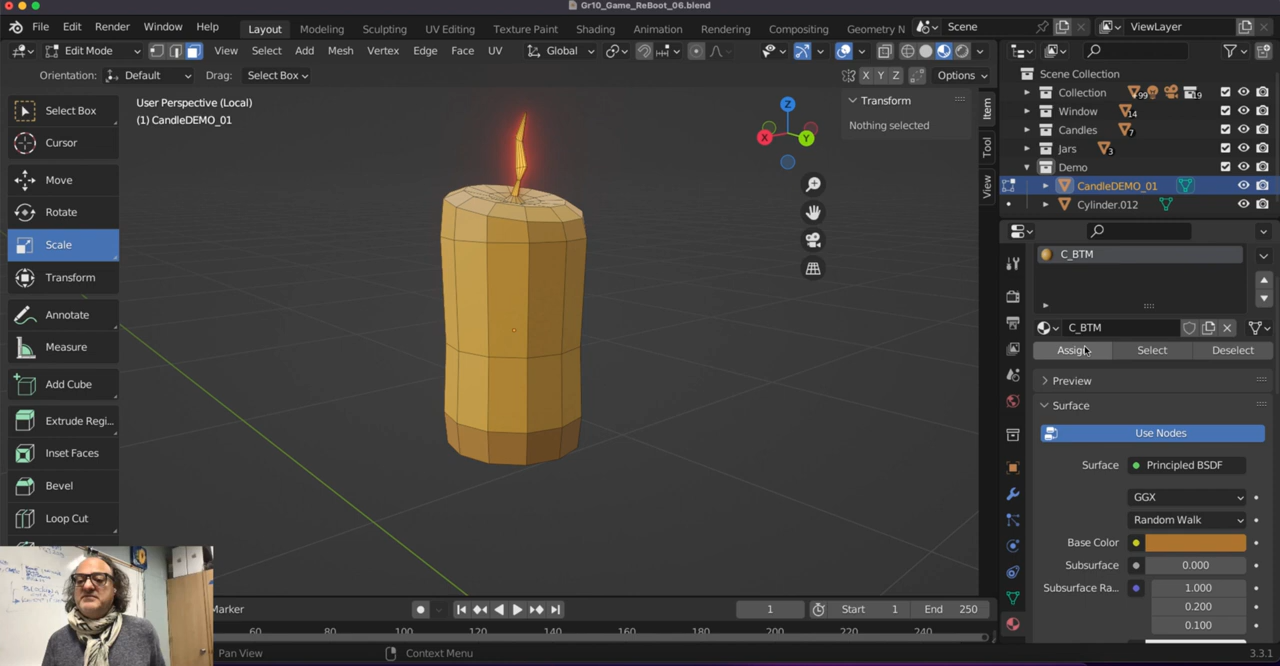 Gr10_Game_ReBoot_06.blend
File Edit Render Window Help Layout Modeling Sculpting UV Editing Texture Paint Shading Animation Rendering Compositing Geometry N Scene ViewLayer
Edit Mode View Select Add Mesh Vertex Edge Face UV Global
Orientation: Default Drag: Select Box X Y Z Options
Select Box
Cursor
Move
Rotate
Scale
Transform
Annotate
Measure
Add Cube
Extrude Regi...
Inset Faces
Bevel
Loop Cut
User Perspective (Local)
(1) CandleDEMO_01
Z
X
Y
Transform
Nothing selected
Item
Tool
View
Scene Collection
Collection 99 19
Window 14
Candles 7
Jars 3
Demo
CandleDEMO_01
Cylinder.012
C_BTM
C_BTM
Assign Select Deselect
Preview
Surface
Use Nodes
Surface Principled BSDF
GGX
Random Walk
Base Color
Subsurface 0.000
Subsurface Ra... 1.000
0.200
0.100
Marker 1 Start 1 End 250
60 80 100 120 140 160 180 200 220 240
Pan View Context Menu 3.3.1